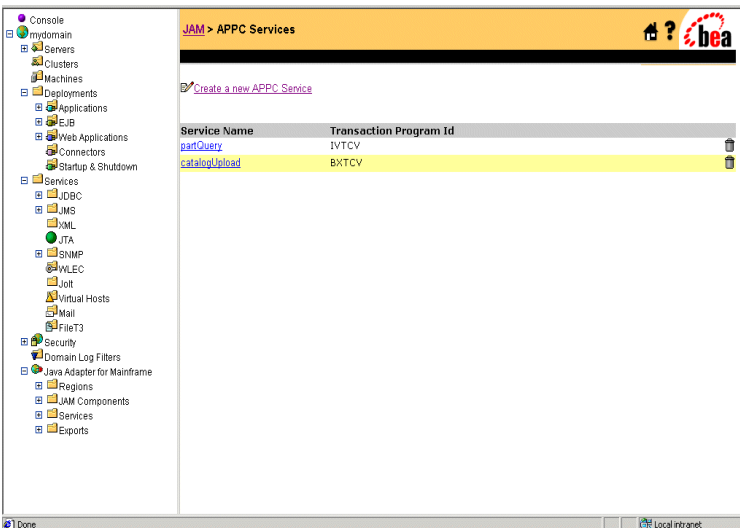 Console
mydomain
Servers
Clusters
Machines
Deployments
Applications
EJB
Web Applications
Connectors
Startup & Shutdown
Services
JDBC
JMS
XML
JTA
SNMP
WLEC
Jolt
Virtual Hosts
Mail
FileT3
Security
Domain Log Filters
Java Adapter for Mainframe
Regions
JAM Components
Services
Exports
JAM > APPC Services
? bea
Create a new APPC Service
Service Name Transaction Program Id
partQuery IVTCV
catalogUpload BXTCV
Done Local intranet